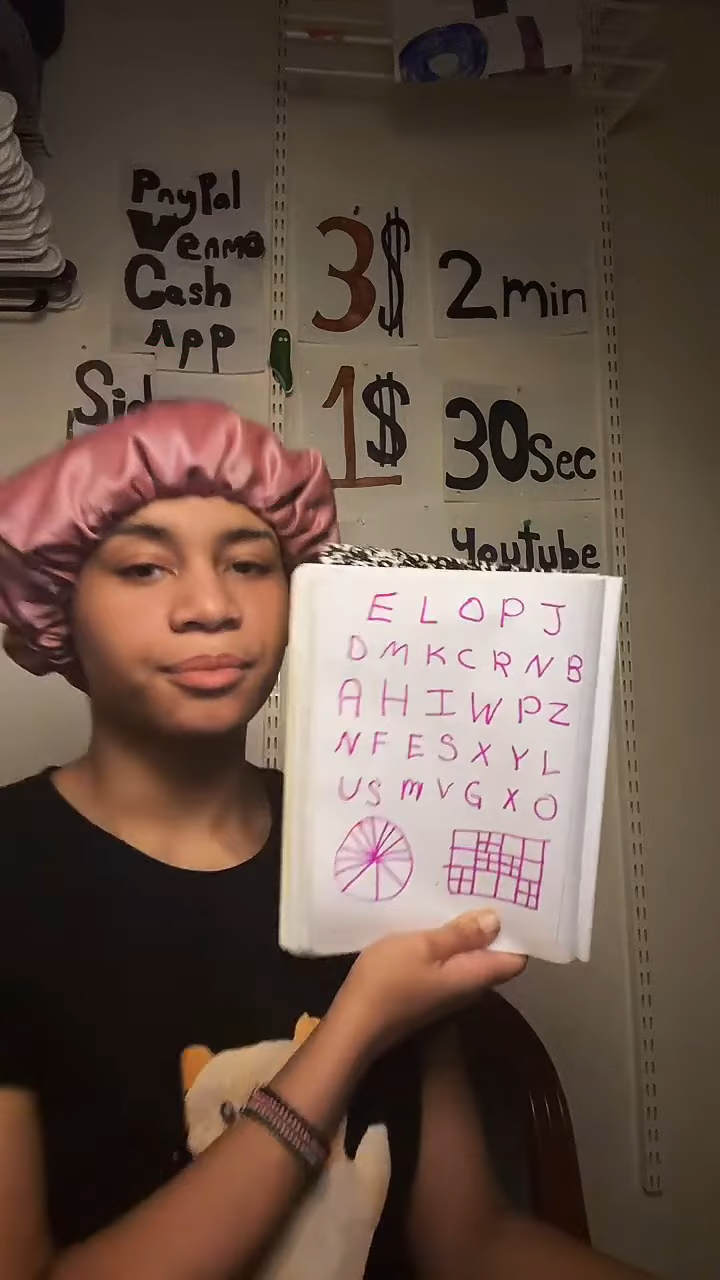 PayPal
Venmo
Cash
App
3$
2min
1$
30Sec
Youtube
E L O P J
D M K C R N B
A H I W P Z
N F E S X Y L
U S M V G X O